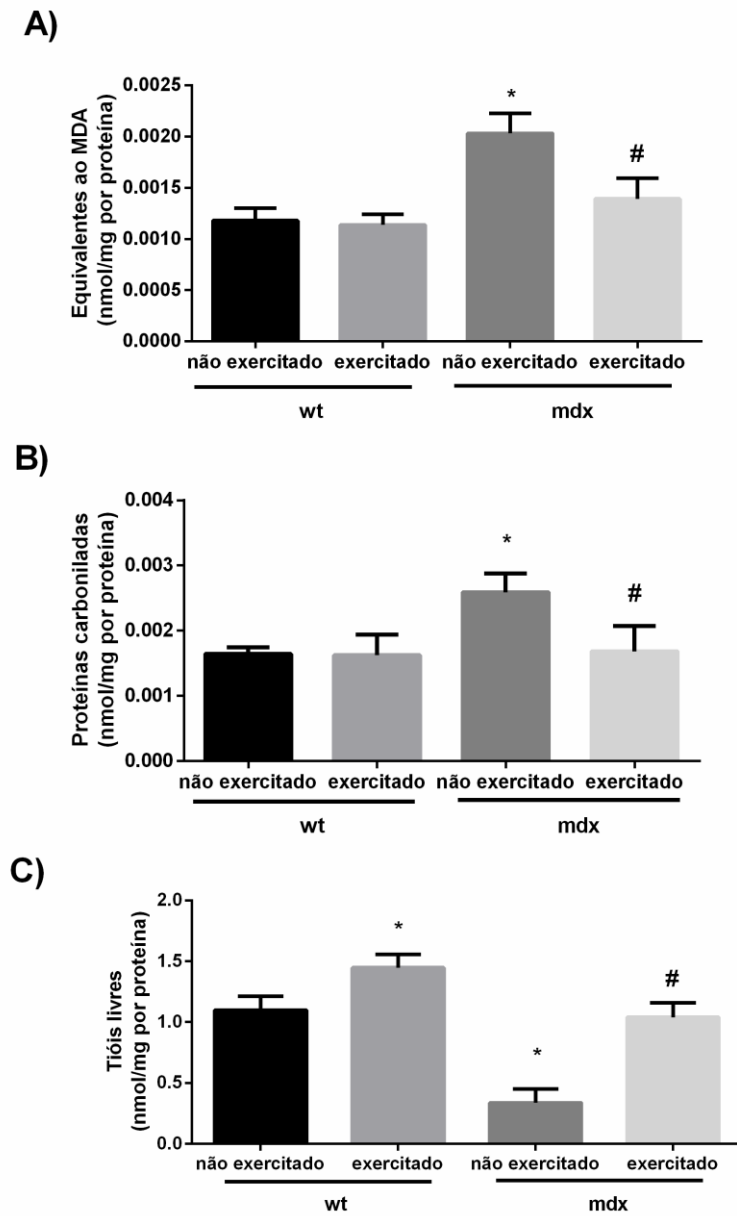 A)
Equivalentes ao MDA
(nmol/mg por proteína)
0.0025
0.0020
0.0015
0.0010
0.0005
0.0000
*
#
não exercitado exercitado não exercitado exercitado
wt mdx
B)
Proteínas carboniladas
(nmol/mg por proteína)
0.004
0.003
0.002
0.001
0.000
*
#
não exercitado exercitado não exercitado exercitado
wt mdx
C)
Tióis livres
(nmol/mg por proteína)
2.0
1.5
1.0
0.5
0.0
*
*
#
não exercitado exercitado não exercitado exercitado
wt mdx